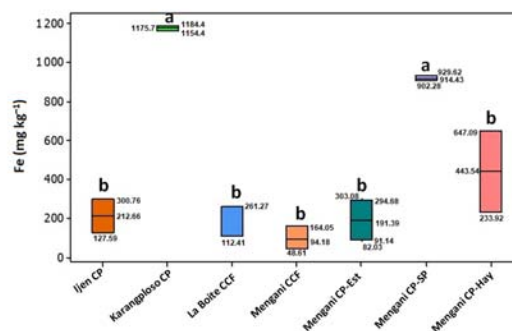 Fe (mg kg⁻¹)
1200
1000
800
600
400
200
0
b
300.76
212.66
127.59
a
1175.7
1184.4
1154.4
b
261.27
112.41
b
164.05
94.18
48.61
b
303.08
294.68
191.39
91.14
82.03
a
929.62
914.43
902.28
b
647.09
443.54
233.92
Ijen CP
Karangploso CP
La Boite CCF
Mengani CCF
Mengani CP-Est
Mengani CP-SP
Mengani CP-Hay